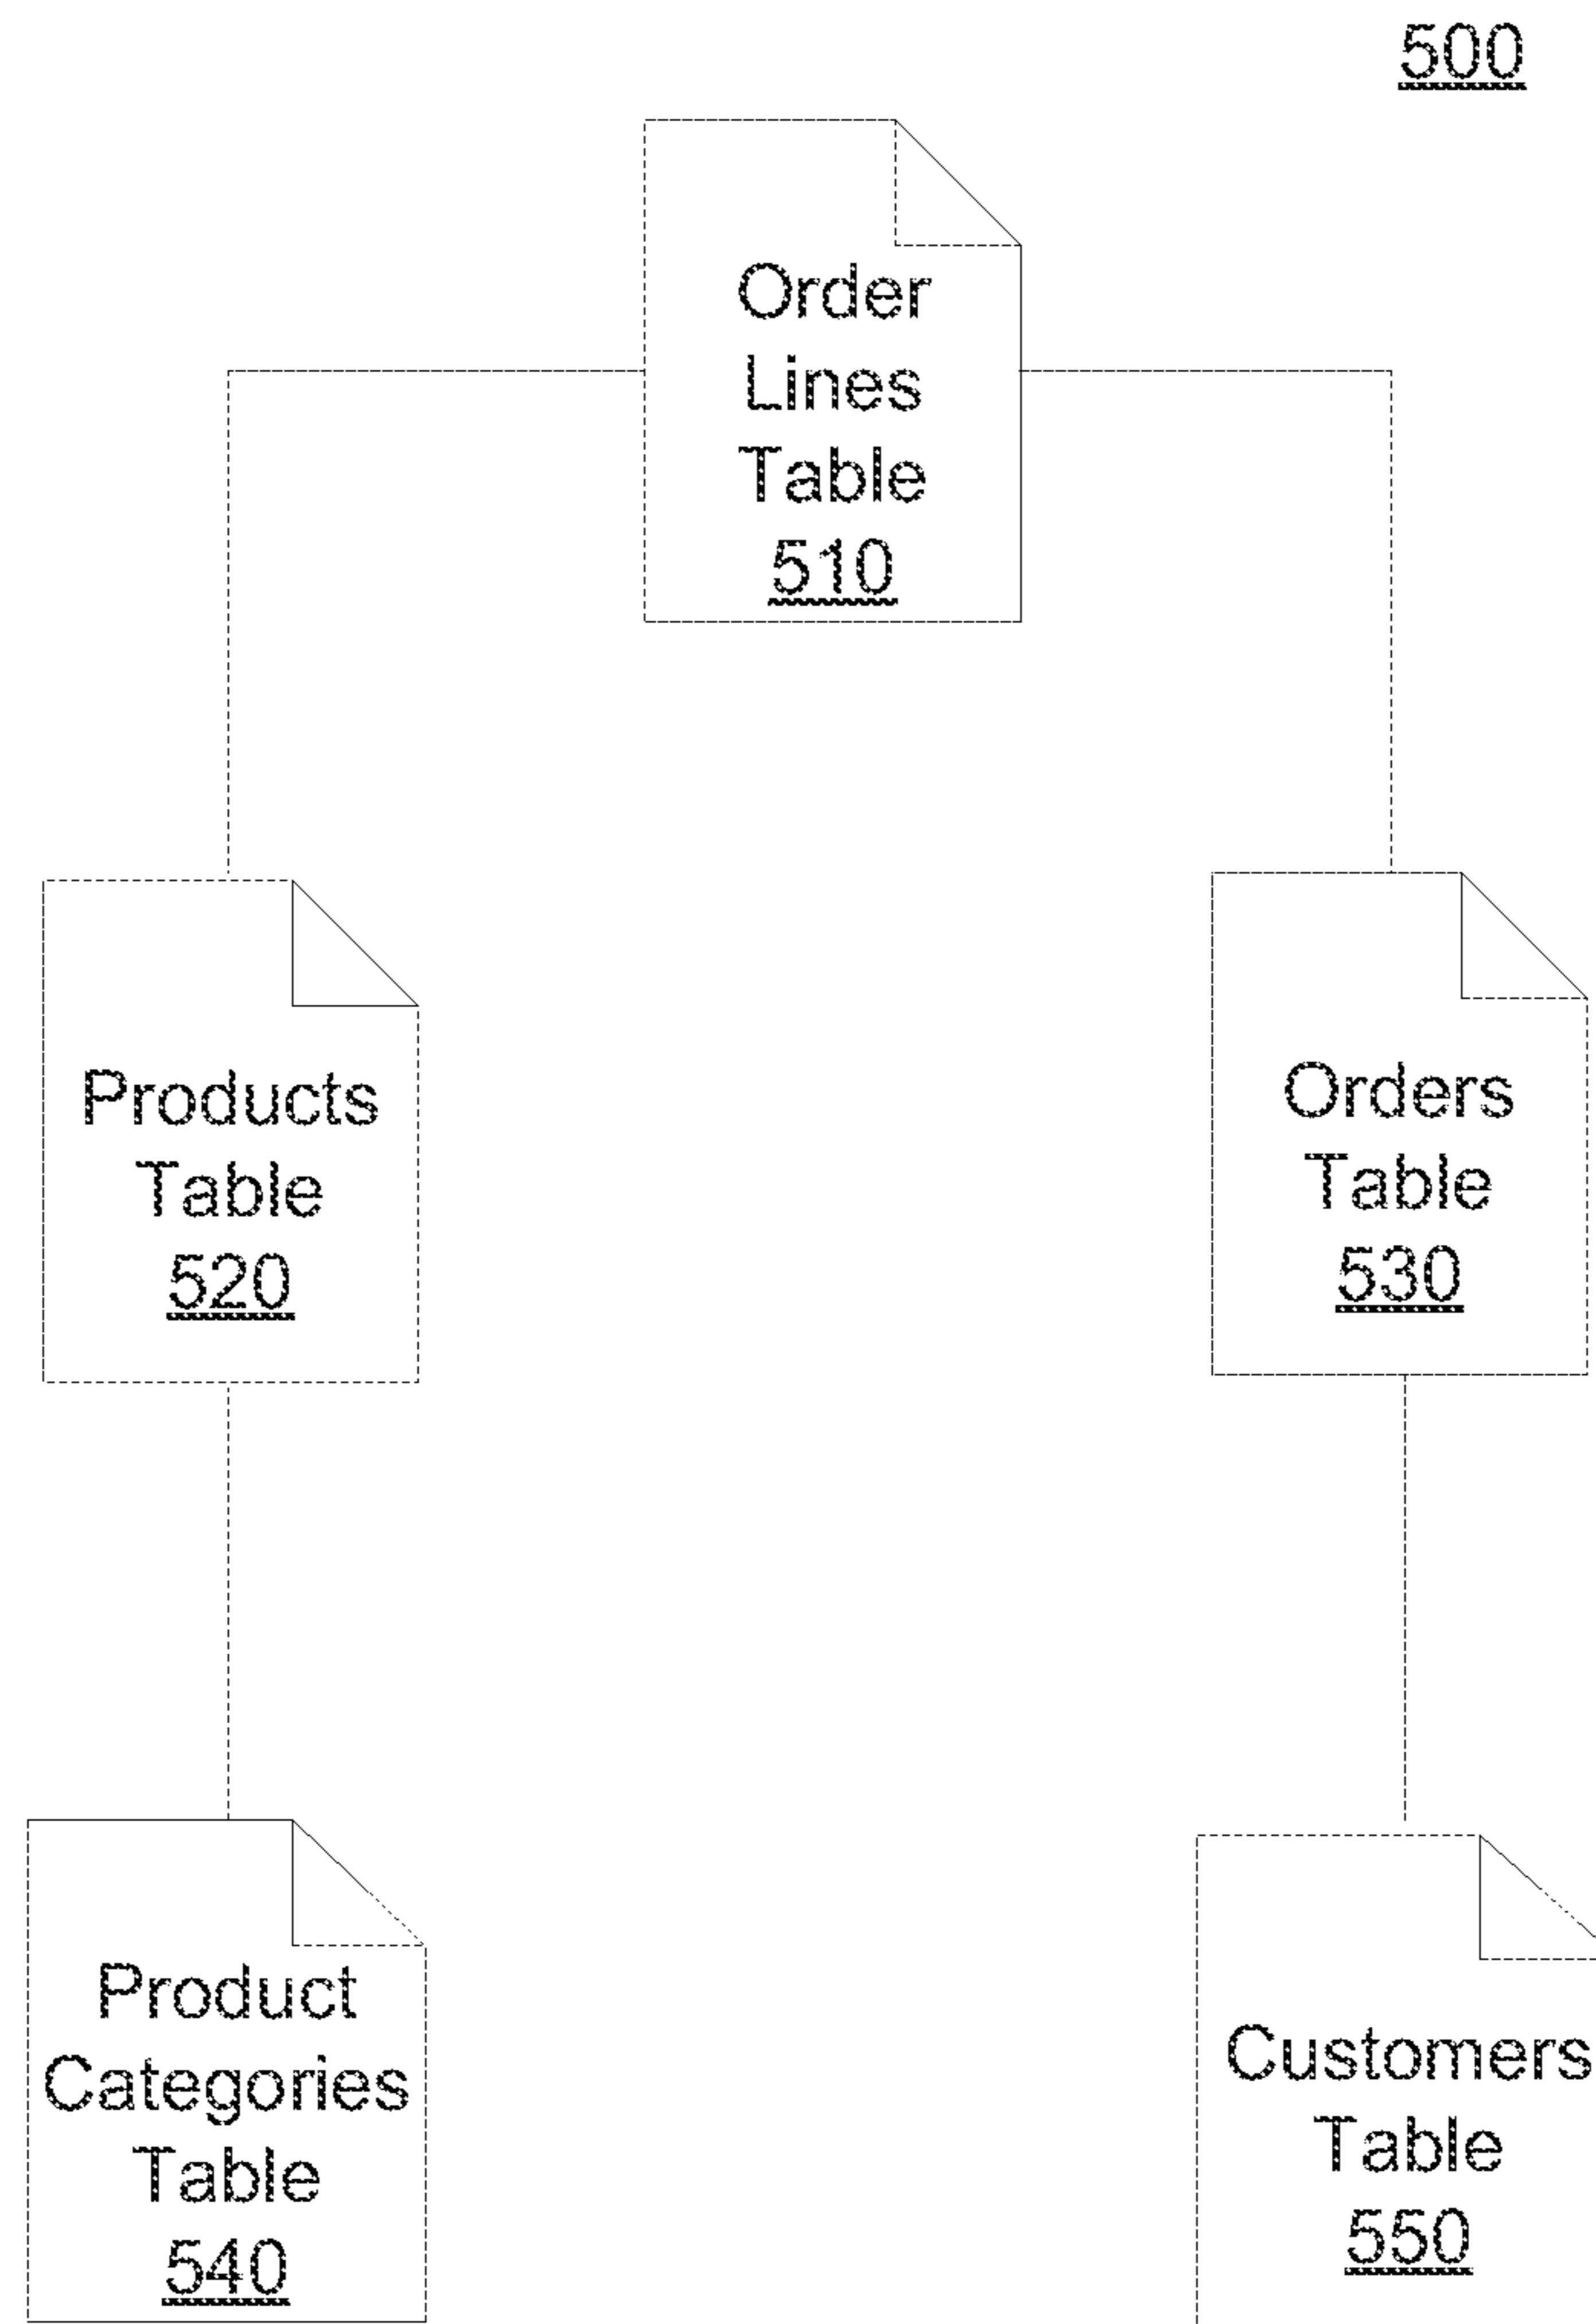 500
Order
Lines
Table
510
Products
Table
520
Orders
Table
530
Product
Categories
Table
540
Customers
Table
550